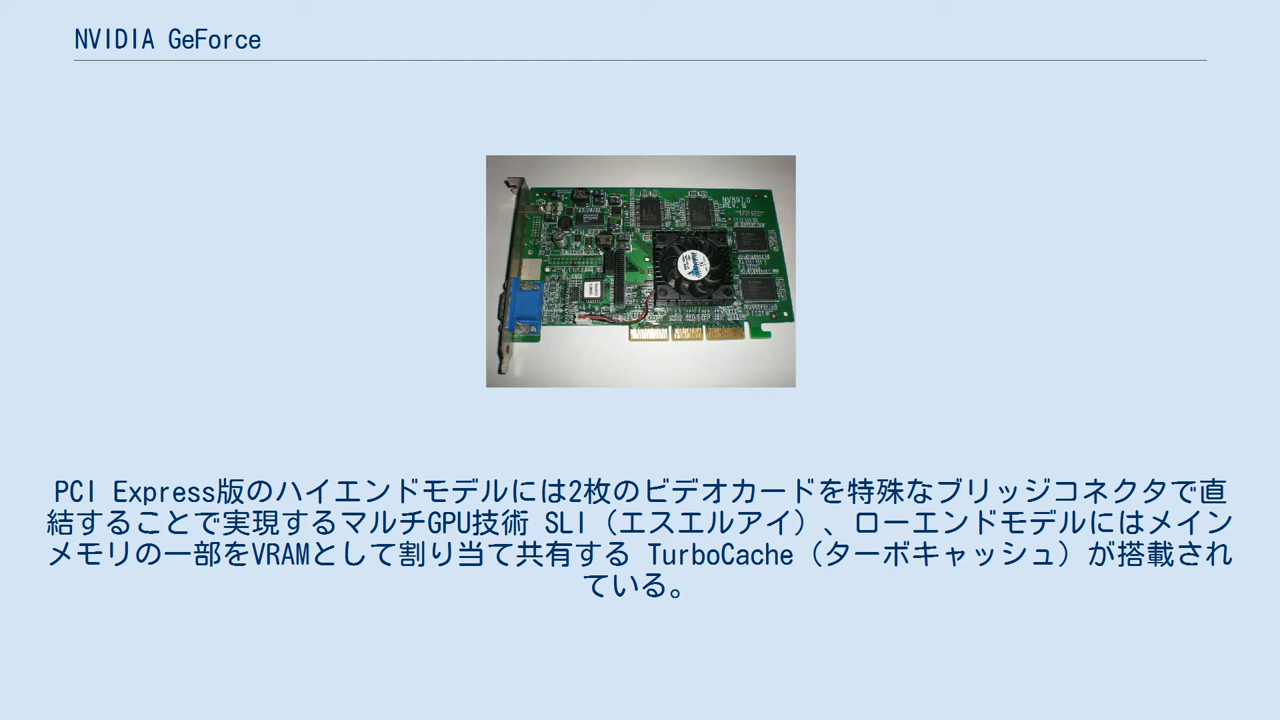 NVIDIA GeForce
NV897.0
REV. B
PCI Express版のハイエンドモデルには2枚のビデオカードを特殊なブリッジコネクタで直
結することで実現するマルチGPU技術 SLI（エスエルアイ）、ローエンドモデルにはメイン
メモリの一部をVRAMとして割り当て共有する TurboCache（ターボキャッシュ）が搭載され
ている。